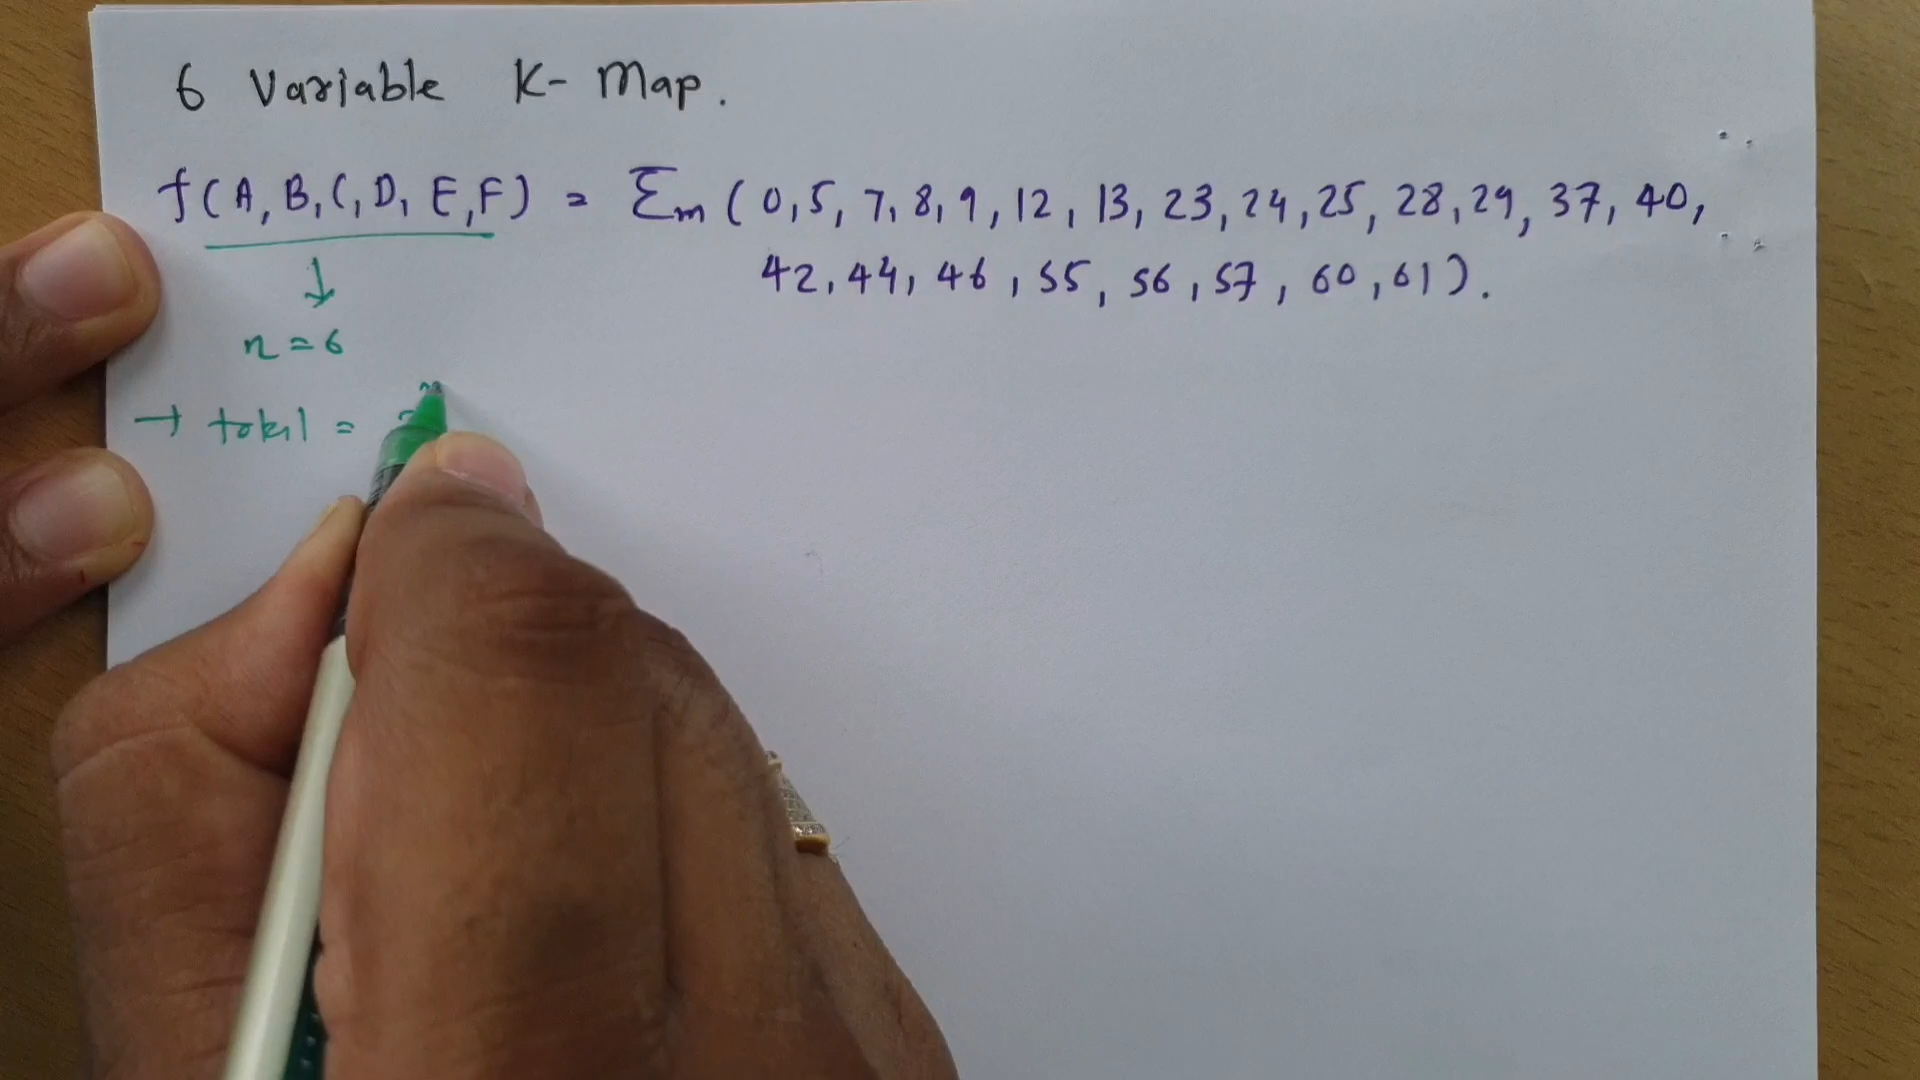 6 Variable K- Map.
f(A, B, C, D, E, F) = Σm ( 0, 5, 7, 8, 9, 12, 13, 23, 24, 25, 28, 29, 37, 40,
42, 44, 46, 55, 56, 57, 60, 61).
↓
n = 6
→ total =